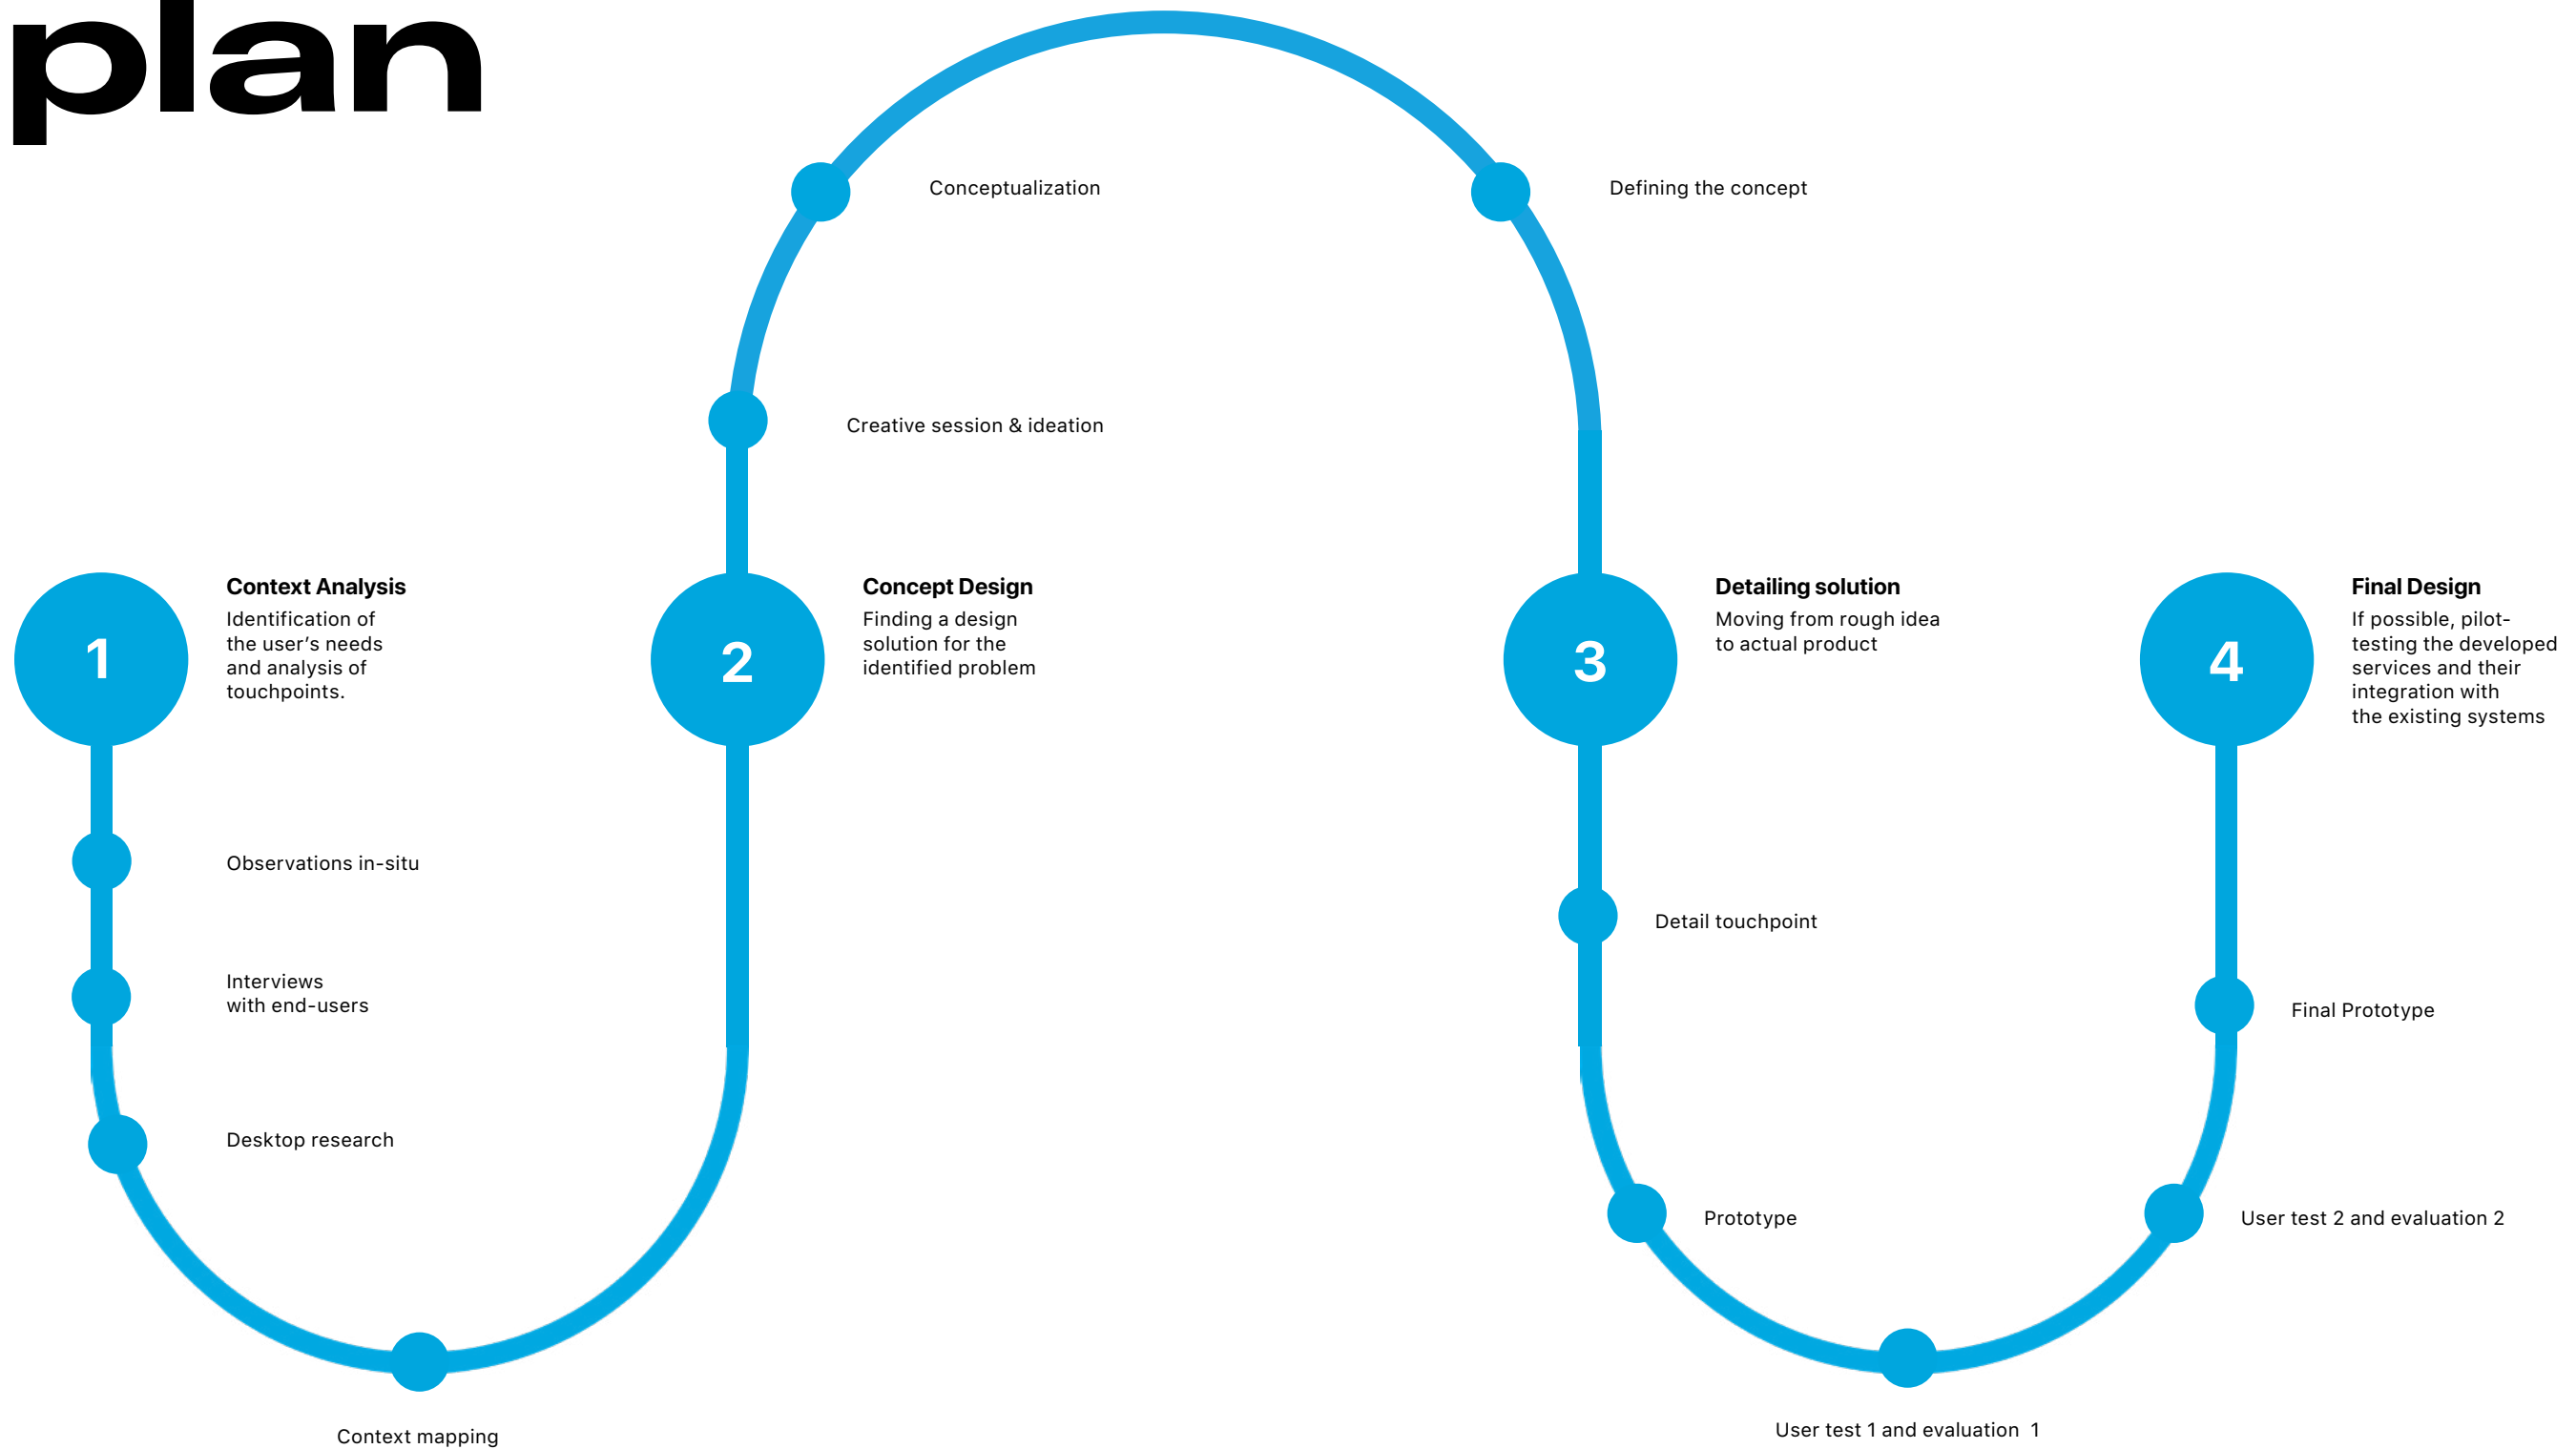 plan
Conceptualization
Defining the concept
Creative session & ideation
1
Context Analysis
Identification of
the user’s needs
and analysis of
touchpoints.
2
Concept Design
Finding a design
solution for the
identified problem
3
Detailing solution
Moving from rough idea
to actual product
4
Final Design
If possible, pilot-
testing the developed
services and their
integration with
the existing systems
Observations in-situ
Interviews
with end-users
Desktop research
Context mapping
Detail touchpoint
Prototype
User test 1 and evaluation  1
User test 2 and evaluation 2
Final Prototype